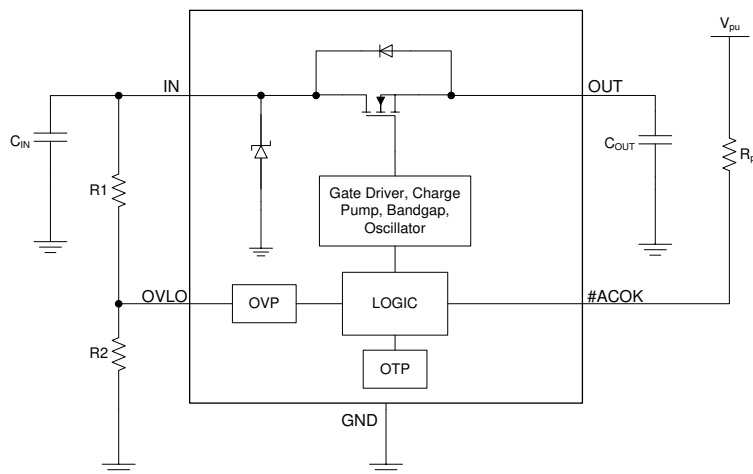 V_pu
IN
OUT
C_IN
C_OUT
R1
Gate Driver, Charge
Pump, Bandgap,
Oscillator
OVLO
OVP
LOGIC
#ACOK
R2
OTP
GND